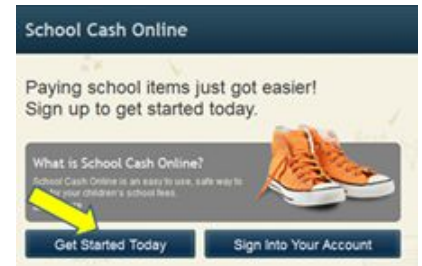 School Cash Online
Paying school items just got easier!
Sign up to get started today.
What is School Cash Online?
School Cash Online is an easy to use, safe way to
for your children's school fees.
Get Started Today
Sign Into Your Account